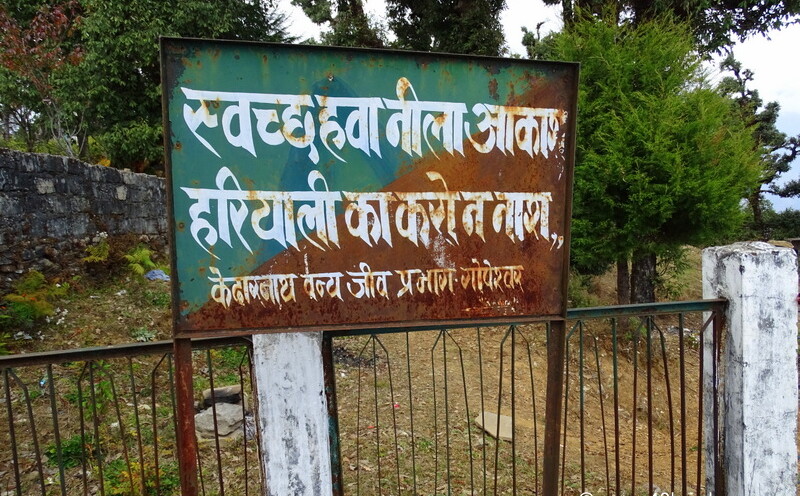 स्वच्छ हवा नीला आकाश,
हरियाली का करो न नाश,,
केदारनाथ वन्य जीव प्रभाग गोपेश्वर